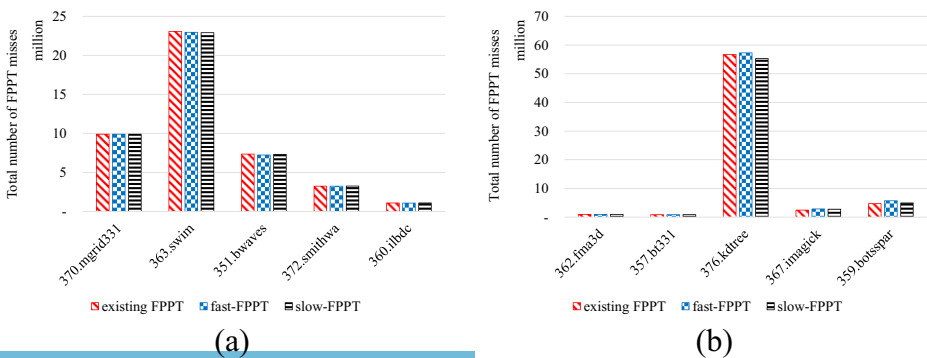 Total number of FPPT misses
million
25
20
15
10
5
-
370.mgrid331
363.swim
351.bwaves
372.smithwa
360.ilbdc
existing FPPT fast-FPPT slow-FPPT
(a)
Total number of FPPT misses
million
70
60
50
40
30
20
10
-
362.fma3d
357.bt331
376.kdtree
367.imagick
359.botsspar
existing FPPT fast-FPPT slow-FPPT
(b)